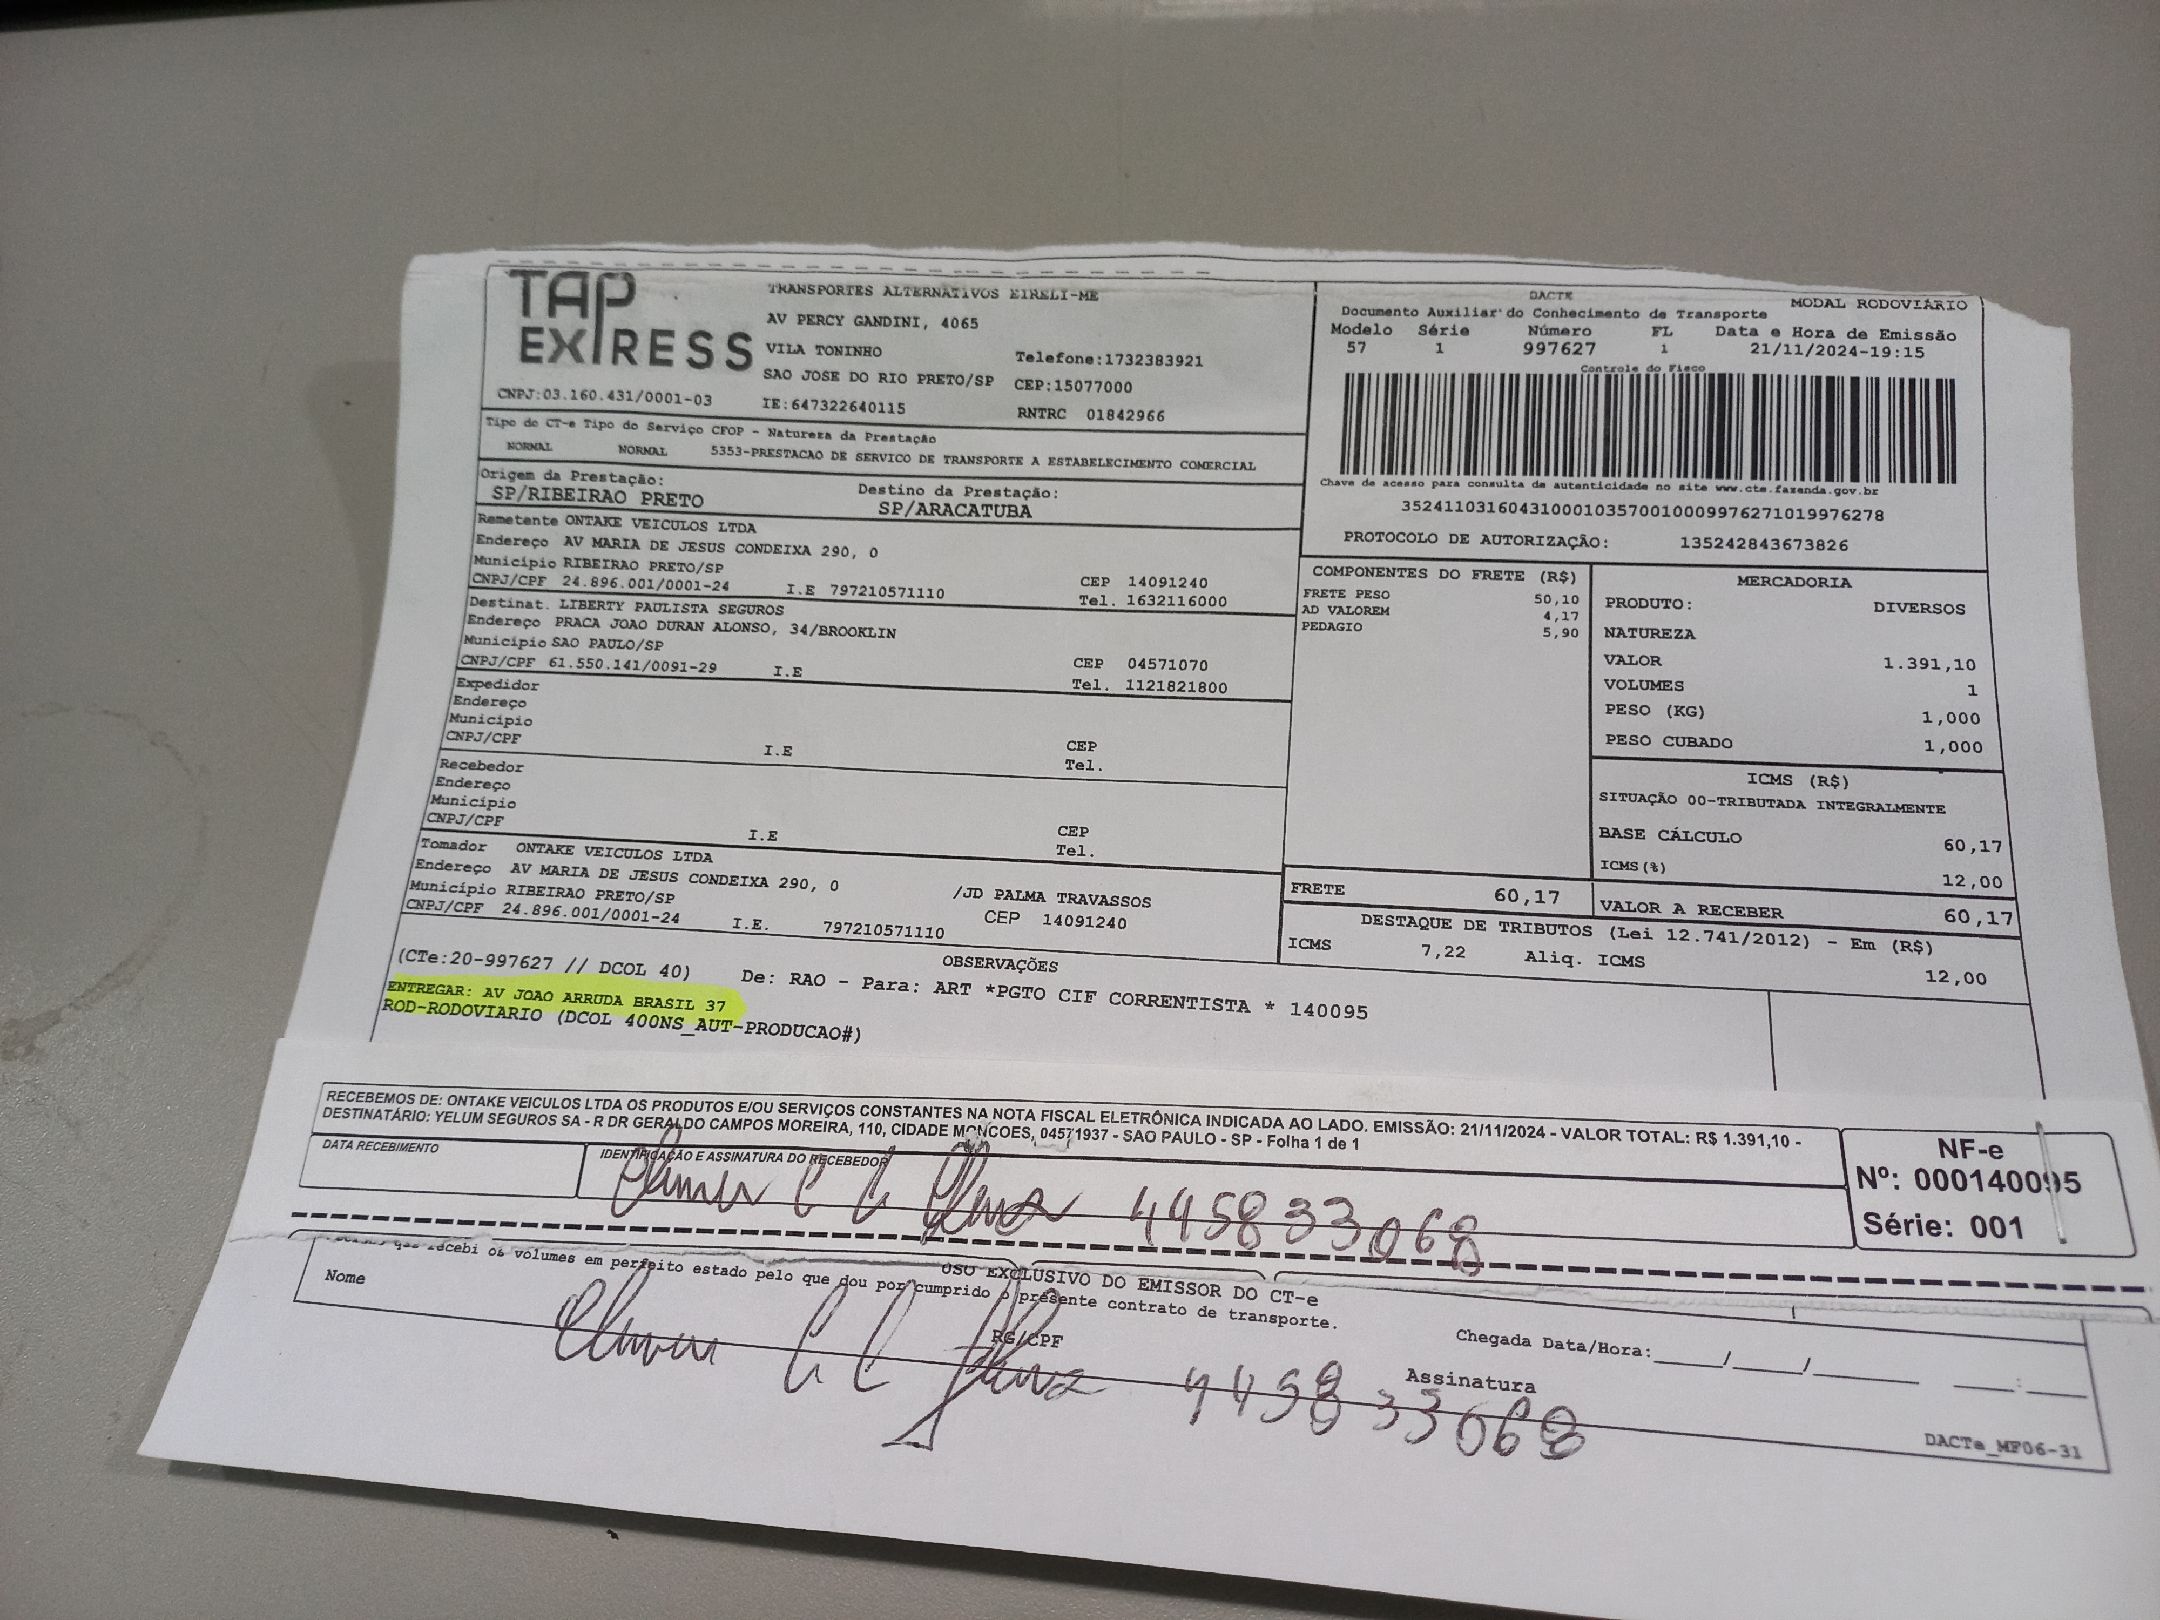 TAP EXPRESS
TRANSPORTES ALTERNATIVOS EIRELI-ME
AV PERCY GANDINI, 4065
VILA TONINHO Telefone:1732383921
SAO JOSE DO RIO PRETO/SP CEP:15077000
CNPJ:03.160.431/0001-03 IE:647322640115 RNTRC 01842966
DACTE MODAL RODOVIÁRIO
Documento Auxiliar do Conhecimento de Transporte
Modelo Série Número FL Data e Hora de Emissão
57 1 997627 1 21/11/2024-19:15
Controle do Fisco
Chave de acesso para consulta de autenticidade no site www.cte.fazenda.gov.br
35241103160431000103570010009976271019976278
PROTOCOLO DE AUTORIZAÇÃO: 135242843673826
Tipo do CT-e Tipo do Serviço CFOP - Natureza da Prestação
NORMAL NORMAL 5353-PRESTACAO DE SERVICO DE TRANSPORTE A ESTABELECIMENTO COMERCIAL
Origem da Prestação: Destino da Prestação:
SP/RIBEIRAO PRETO SP/ARACATUBA
Remetente ONTAKE VEICULOS LTDA
Endereço AV MARIA DE JESUS CONDEIXA 290, 0
Município RIBEIRAO PRETO/SP CEP 14091240
CNPJ/CPF 24.896.001/0001-24 I.E 797210571110 Tel. 1632116000
Destinat. LIBERTY PAULISTA SEGUROS
Endereço PRACA JOAO DURAN ALONSO, 34/BROOKLIN
Município SAO PAULO/SP CEP 04571070
CNPJ/CPF 61.550.141/0091-29 I.E Tel. 1121821800
Expedidor
Endereço
Município CEP
CNPJ/CPF I.E Tel.
Recebedor
Endereço
Município CEP
CNPJ/CPF I.E Tel.
Tomador ONTAKE VEICULOS LTDA
Endereço AV MARIA DE JESUS CONDEIXA 290, 0 /JD PALMA TRAVASSOS
Município RIBEIRAO PRETO/SP CEP 14091240
CNPJ/CPF 24.896.001/0001-24 I.E. 797210571110
COMPONENTES DO FRETE (R$)
FRETE PESO 50,10
AD VALOREM 4,17
PEDAGIO 5,90
MERCADORIA
PRODUTO: DIVERSOS
NATUREZA
VALOR 1.391,10
VOLUMES 1
PESO (KG) 1,000
PESO CUBADO 1,000
ICMS (R$)
SITUAÇÃO 00-TRIBUTADA INTEGRALMENTE
BASE CÁLCULO 60,17
ICMS(%) 12,00
FRETE 60,17 VALOR A RECEBER 60,17
DESTAQUE DE TRIBUTOS (Lei 12.741/2012) - Em (R$)
ICMS 7,22 Aliq. ICMS 12,00
OBSERVAÇÕES
(CTe:20-997627 // DCOL 40) De: RAO - Para: ART *PGTO CIF CORRENTISTA * 140095
ENTREGAR: AV JOAO ARRUDA BRASIL 37
ROD-RODOVIARIO (DCOL 400NS_AUT-PRODUCAO#)
RECEBEMOS DE: ONTAKE VEICULOS LTDA OS PRODUTOS E/OU SERVIÇOS CONSTANTES NA NOTA FISCAL ELETRÔNICA INDICADA AO LADO. EMISSÃO: 21/11/2024 - VALOR TOTAL: R$ 1.391,10 -
DESTINATÁRIO: YELUM SEGUROS SA - R DR GERALDO CAMPOS MOREIRA, 110, CIDADE MONCOES, 04571937 - SAO PAULO - SP - Folha 1 de 1
DATA RECEBIMENTO IDENTIFICAÇÃO E ASSINATURA DO RECEBEDOR
445833068
NF-e
Nº: 000140095
Série: 001
USO EXCLUSIVO DO EMISSOR DO CT-e
que recebi os volumes em perfeito estado pelo que dou por cumprido o presente contrato de transporte.
Nome RG/CPF Chegada Data/Hora:____/____/______ ____:____
Assinatura
445833068
DACTe_MF06-31